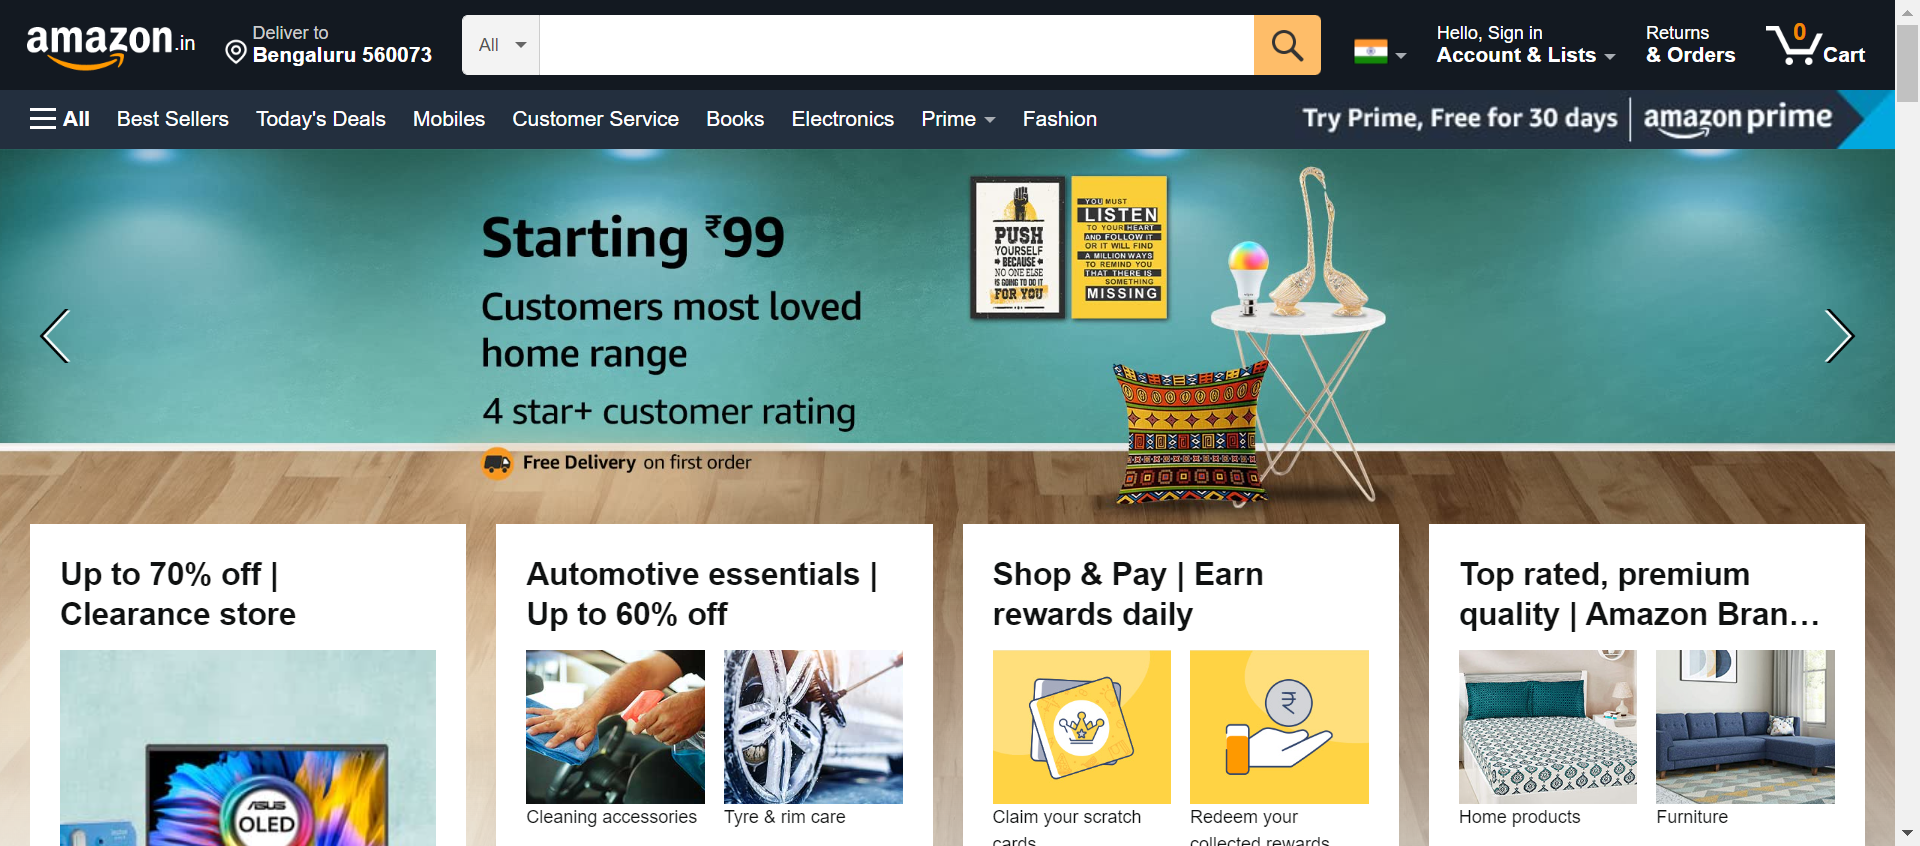 amazon.in
Deliver to
Bengaluru 560073
All
Hello, Sign in
Account & Lists
Returns
& Orders
0
Cart
All
Best Sellers
Today's Deals
Mobiles
Customer Service
Books
Electronics
Prime
Fashion
Try Prime, Free for 30 days
amazon prime
Starting ₹99
Customers most loved
home range
4 star+ customer rating
Free Delivery on first order
PUSH
YOURSELF
BECAUSE
NO ONE ELSE
IS GOING TO DO IT
FOR YOU
YOU MUST
LISTEN
TO YOUR HEART
AND FOLLOW IT
OR IT WILL FIND
A MILLION WAYS
TO REMIND YOU
THAT THERE IS
SOMETHING
MISSING
Up to 70% off |
Clearance store
ASUS
OLED
Automotive essentials |
Up to 60% off
Cleaning accessories
Tyre & rim care
Shop & Pay | Earn
rewards daily
₹
Claim your scratch
cards
Redeem your
collected rewards
Top rated, premium
quality | Amazon Bran…
Home products
Furniture